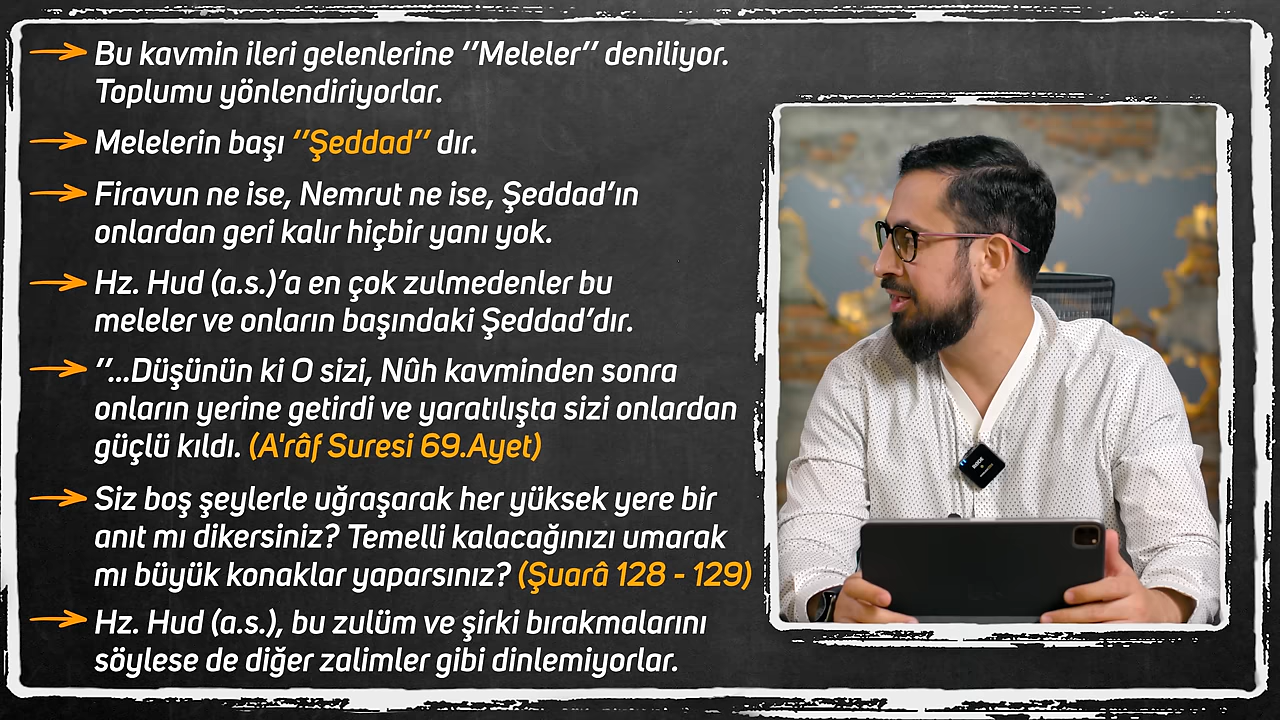 Bu kavmin ileri gelenlerine ‘’Meleler’’ deniliyor.
Toplumu yönlendiriyorlar.
Melelerin başı ‘’Şeddad’’ dır.
Firavun ne ise, Nemrut ne ise, Şeddad’ın
onlardan geri kalır hiçbir yanı yok.
Hz. Hud (a.s.)’a en çok zulmedenler bu
meleler ve onların başındaki Şeddad’dır.
‘’...Düşünün ki O sizi, Nûh kavminden sonra
onların yerine getirdi ve yaratılışta sizi onlardan
güçlü kıldı. (A'râf Suresi 69.Ayet)
Siz boş şeylerle uğraşarak her yüksek yere bir
anıt mı dikersiniz? Temelli kalacağınızı umarak
mı büyük konaklar yaparsınız? (Şuarâ 128 - 129)
Hz. Hud (a.s.), bu zulüm ve şirki bırakmalarını
söylese de diğer zalimler gibi dinlemiyorlar.